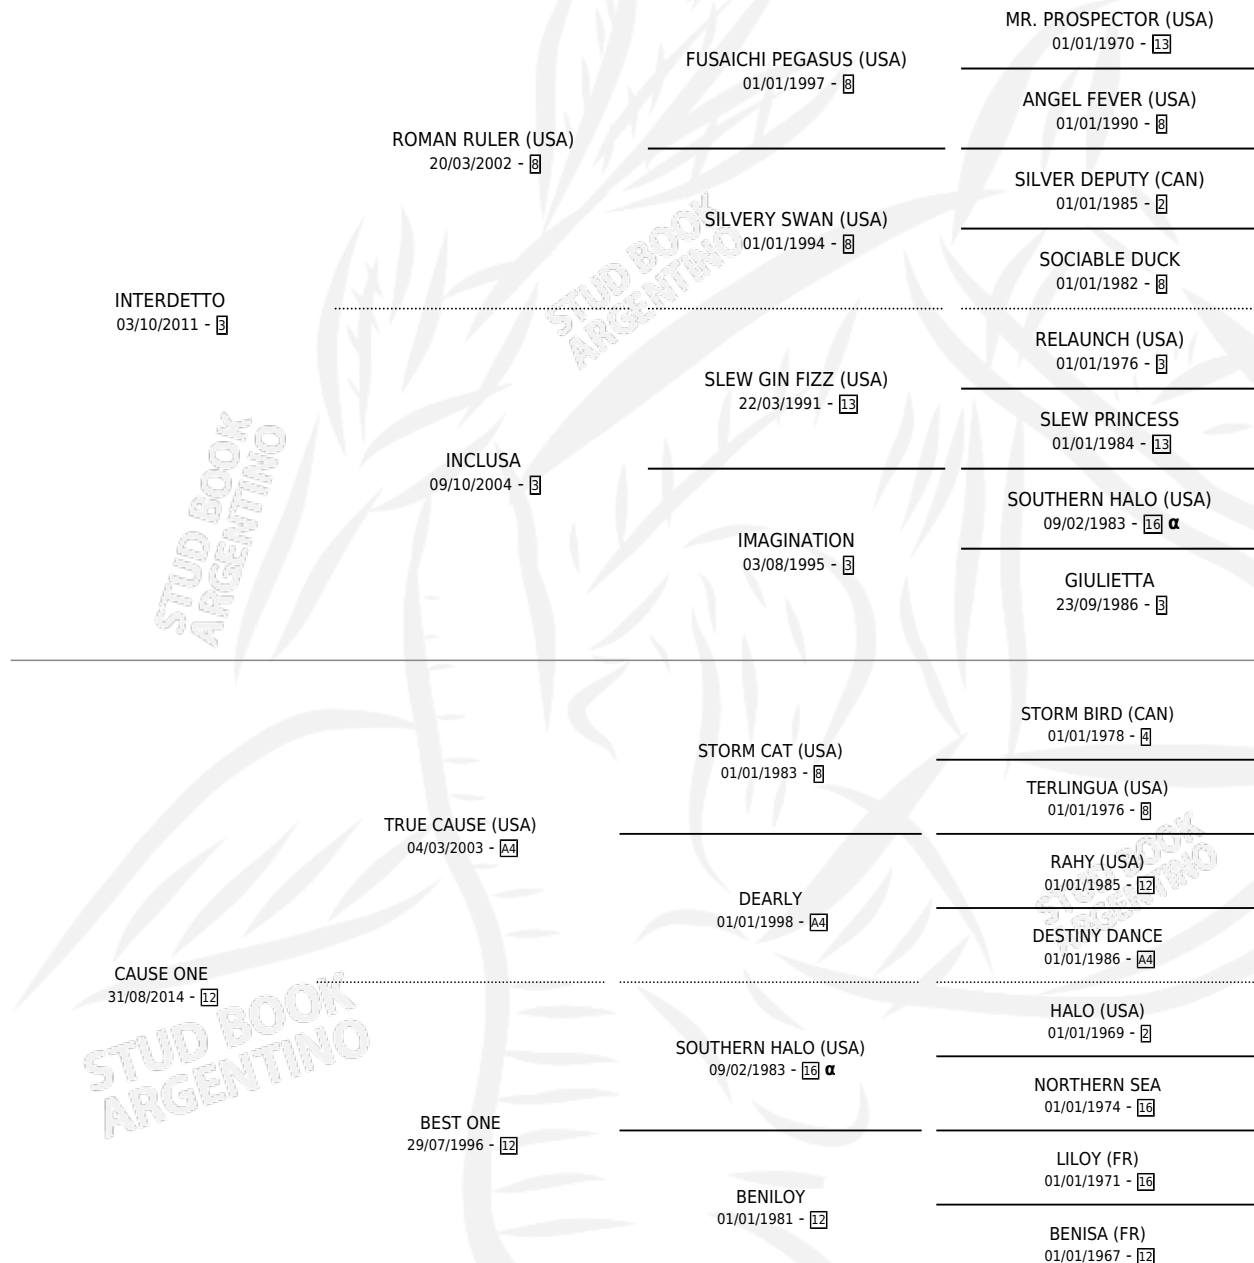 MR. PROSPECTOR (USA)
01/01/1970 - 13
FUSAICHI PEGASUS (USA)
01/01/1997 - 8
ANGEL FEVER (USA)
01/01/1990 - 8
ROMAN RULER (USA)
20/03/2002 - 8
SILVER DEPUTY (CAN)
01/01/1985 - 2
SILVERY SWAN (USA)
01/01/1994 - 8
SOCIABLE DUCK
01/01/1982 - 8
STUD BOOK
ARGENTINO
INTERDETTO
03/10/2011 - 3
RELAUNCH (USA)
01/01/1976 - 3
SLEW GIN FIZZ (USA)
22/03/1991 - 13
SLEW PRINCESS
01/01/1984 - 13
INCLUSA
09/10/2004 - 3
SOUTHERN HALO (USA)
09/02/1983 - 16 α
IMAGINATION
03/08/1995 - 3
GIULIETTA
23/09/1986 - 3
STUD BOOK
ARGENTINO
STORM BIRD (CAN)
01/01/1978 - 4
STORM CAT (USA)
01/01/1983 - 8
TERLINGUA (USA)
01/01/1976 - 8
TRUE CAUSE (USA)
04/03/2003 - A4
RAHY (USA)
01/01/1985 - 12
DEARLY
01/01/1998 - A4
DESTINY DANCE
01/01/1986 - A4
STUD BOOK
ARGENTINO
CAUSE ONE
31/08/2014 - 12
HALO (USA)
01/01/1969 - 2
SOUTHERN HALO (USA)
09/02/1983 - 16 α
NORTHERN SEA
01/01/1974 - 16
BEST ONE
29/07/1996 - 12
LILOY (FR)
01/01/1971 - 16
BENILOY
01/01/1981 - 12
BENISA (FR)
01/01/1967 - 12
STUD BOOK
ARGENTINO